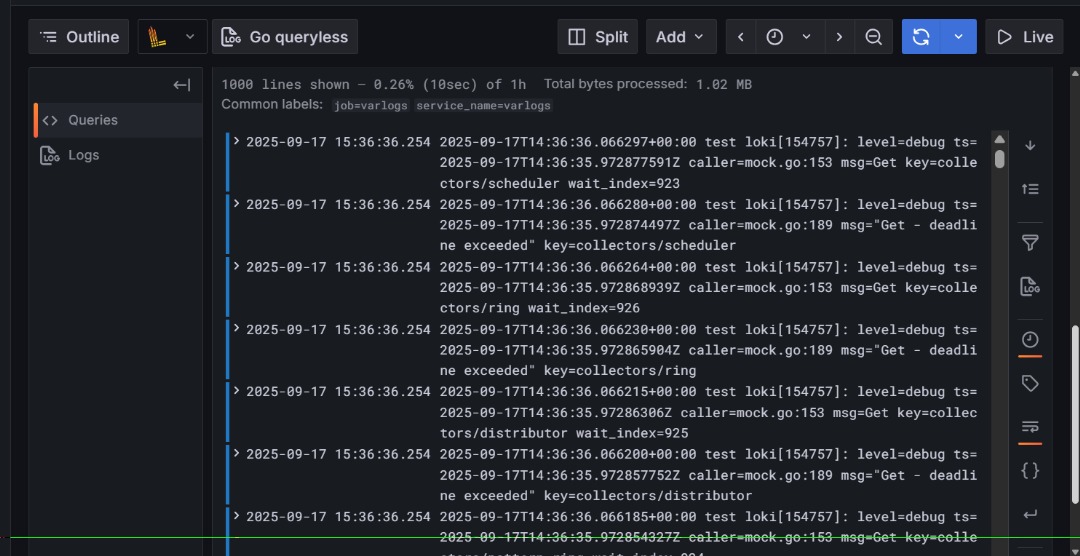 Outline
Go queryless
Split
Add
Live
1000 lines shown — 0.26% (10sec) of 1h Total bytes processed: 1.02 MB
Common labels: job=varlogs service_name=varlogs
Queries
Logs
2025-09-17 15:36:36.254 2025-09-17T14:36:36.066297+00:00 test loki[154757]: level=debug ts=
2025-09-17T14:36:35.972877591Z caller=mock.go:153 msg=Get key=colle
ctors/scheduler wait_index=923
2025-09-17 15:36:36.254 2025-09-17T14:36:36.066280+00:00 test loki[154757]: level=debug ts=
2025-09-17T14:36:35.972874497Z caller=mock.go:189 msg="Get - deadli
ne exceeded" key=collectors/scheduler
2025-09-17 15:36:36.254 2025-09-17T14:36:36.066264+00:00 test loki[154757]: level=debug ts=
2025-09-17T14:36:35.972868939Z caller=mock.go:153 msg=Get key=colle
ctors/ring wait_index=926
2025-09-17 15:36:36.254 2025-09-17T14:36:36.066230+00:00 test loki[154757]: level=debug ts=
2025-09-17T14:36:35.972865904Z caller=mock.go:189 msg="Get - deadli
ne exceeded" key=collectors/ring
2025-09-17 15:36:36.254 2025-09-17T14:36:36.066215+00:00 test loki[154757]: level=debug ts=
2025-09-17T14:36:35.97286306Z caller=mock.go:153 msg=Get key=collec
tors/distributor wait_index=925
2025-09-17 15:36:36.254 2025-09-17T14:36:36.066200+00:00 test loki[154757]: level=debug ts=
2025-09-17T14:36:35.972857752Z caller=mock.go:189 msg="Get - deadli
ne exceeded" key=collectors/distributor
2025-09-17 15:36:36.254 2025-09-17T14:36:36.066185+00:00 test loki[154757]: level=debug ts=
2025-09-17T14:36:35.972854327Z caller=mock.go:153 msg=Get key=colle